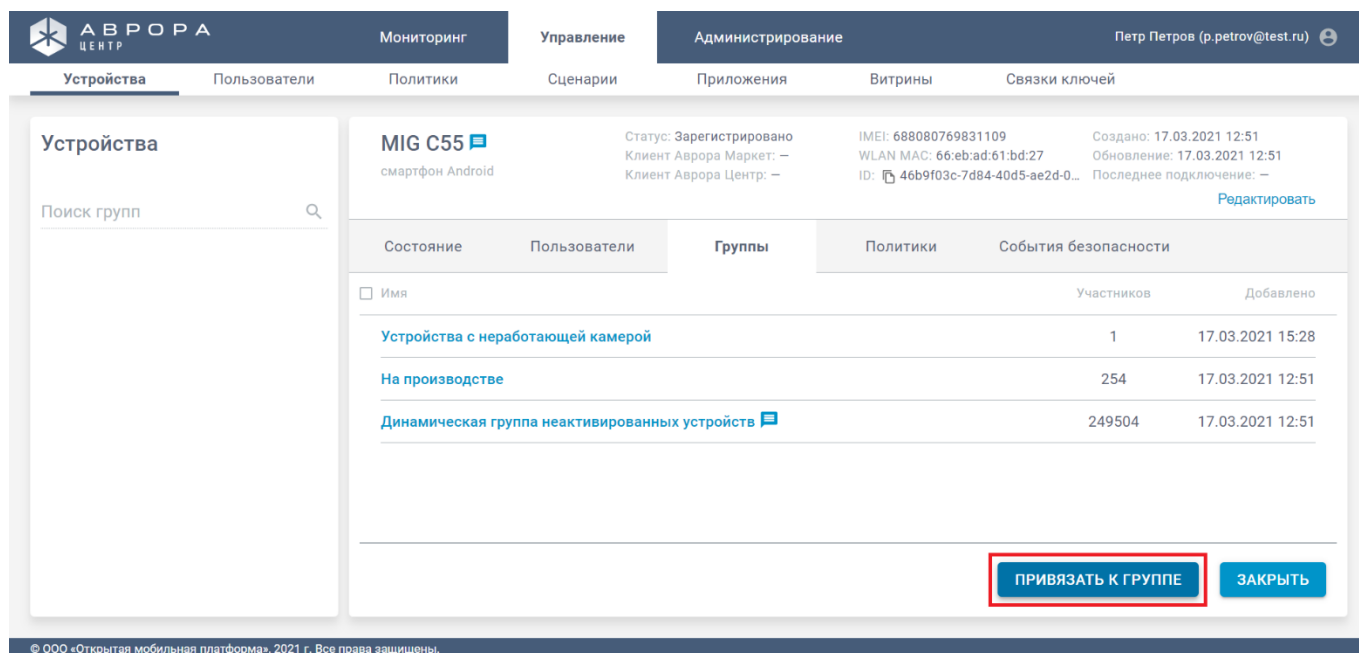 АВРОРА
ЦЕНТР
Мониторинг Управление Администрирование Петр Петров (p.petrov@test.ru)
Устройства Пользователи Политики Сценарии Приложения Витрины Связки ключей
Устройства
Поиск групп
MIG C55
смартфон Android
Статус: Зарегистрировано
Клиент Аврора Маркет: —
Клиент Аврора Центр: —
IMEI: 688080769831109
WLAN MAC: 66:eb:ad:61:bd:27
ID: 46b9f03c-7d84-40d5-ae2d-0...
Создано: 17.03.2021 12:51
Обновление: 17.03.2021 12:51
Последнее подключение: —
Редактировать
Состояние Пользователи Группы Политики События безопасности
Имя Участников Добавлено
Устройства с неработающей камерой 1 17.03.2021 15:28
На производстве 254 17.03.2021 12:51
Динамическая группа неактивированных устройств 249504 17.03.2021 12:51
ПРИВЯЗАТЬ К ГРУППЕ ЗАКРЫТЬ
© ООО «Открытая мобильная платформа», 2021 г. Все права защищены.